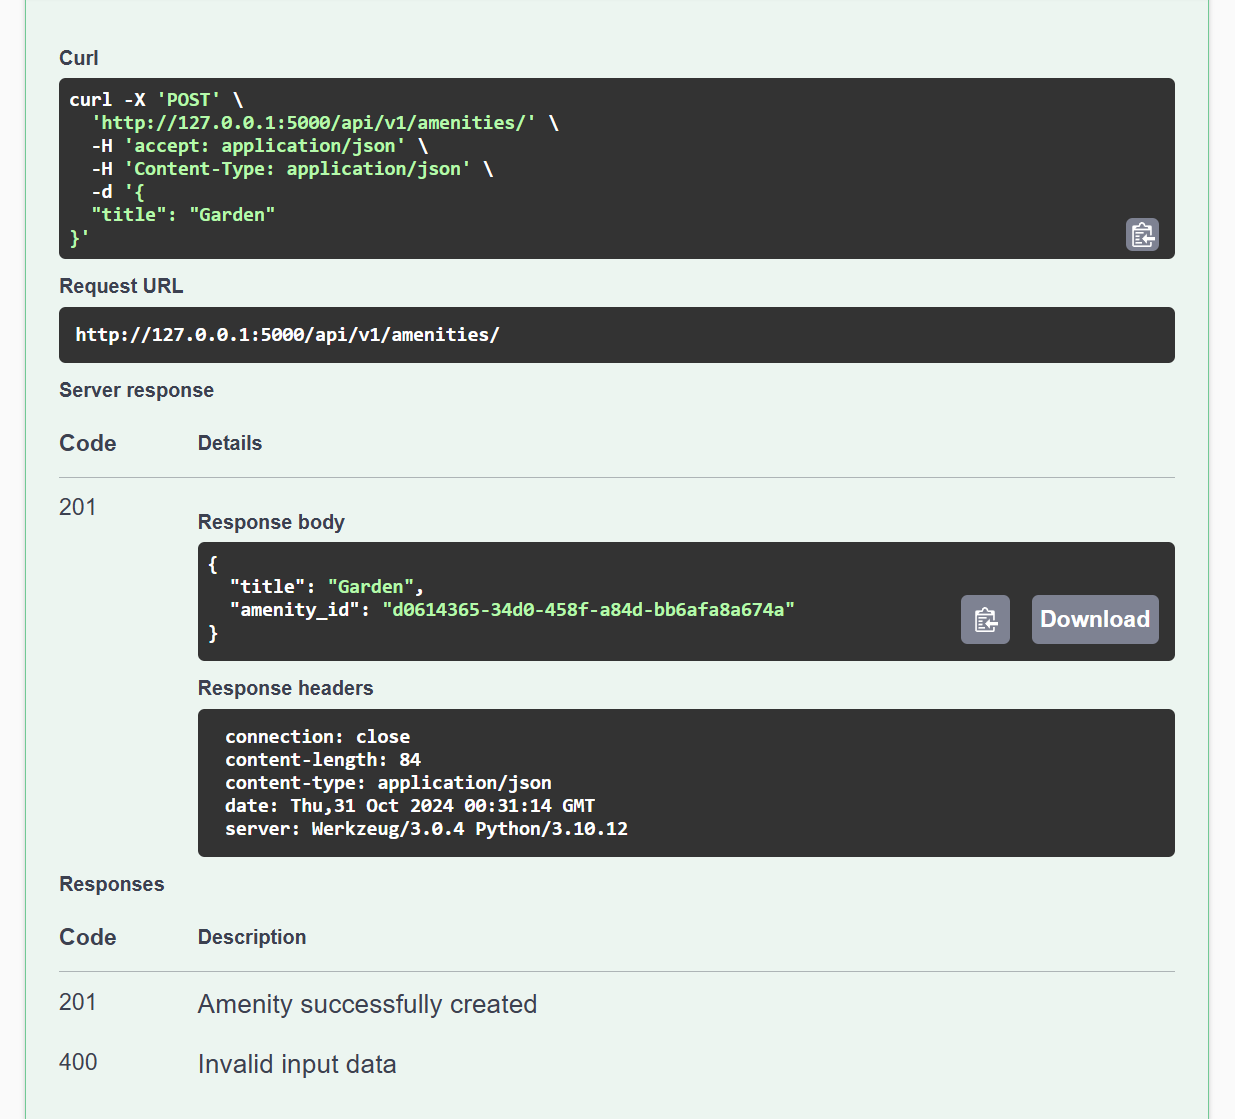 Curl
curl -X 'POST' \
  'http://127.0.0.1:5000/api/v1/amenities/' \
  -H 'accept: application/json' \
  -H 'Content-Type: application/json' \
  -d '{
  "title": "Garden"
}'
Request URL
http://127.0.0.1:5000/api/v1/amenities/
Server response
Code Details
201
Response body
{
  "title": "Garden",
  "amenity_id": "d0614365-34d0-458f-a84d-bb6afa8a674a"
}
Download
Response headers
connection: close
content-length: 84
content-type: application/json
date: Thu,31 Oct 2024 00:31:14 GMT
server: Werkzeug/3.0.4 Python/3.10.12
Responses
Code Description
201 Amenity successfully created
400 Invalid input data